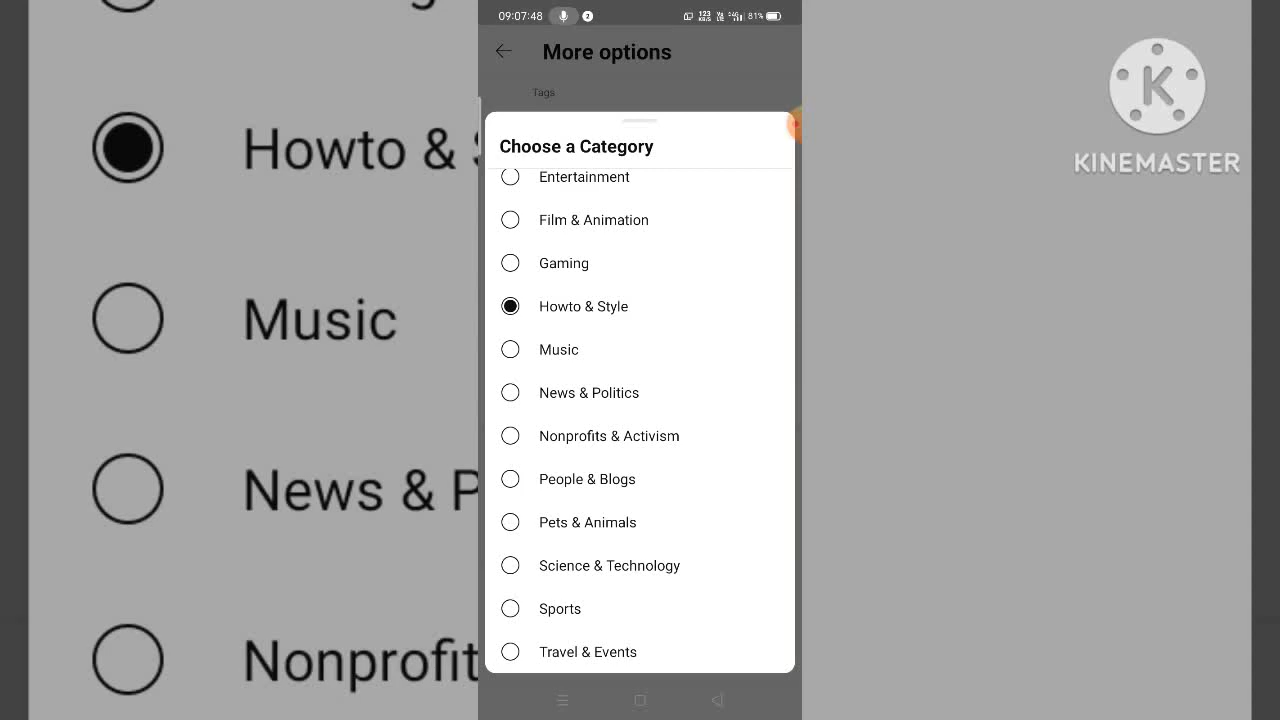 09:07:48
81%
More options
Tags
Choose a Category
Entertainment
Film & Animation
Gaming
Howto & Style
Music
News & Politics
Nonprofits & Activism
People & Blogs
Pets & Animals
Science & Technology
Sports
Travel & Events
Howto &
Music
News & P
Nonprofit
K
KINEMASTER